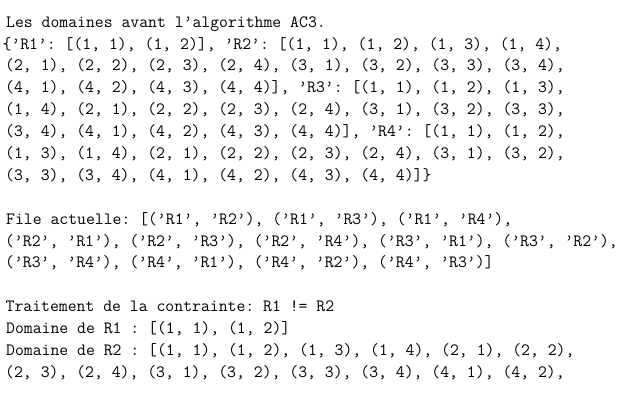 Les domaines avant l’algorithme AC3.
{’R1’: [(1, 1), (1, 2)], ’R2’: [(1, 1), (1, 2), (1, 3), (1, 4),
(2, 1), (2, 2), (2, 3), (2, 4), (3, 1), (3, 2), (3, 3), (3, 4),
(4, 1), (4, 2), (4, 3), (4, 4)], ’R3’: [(1, 1), (1, 2), (1, 3),
(1, 4), (2, 1), (2, 2), (2, 3), (2, 4), (3, 1), (3, 2), (3, 3),
(3, 4), (4, 1), (4, 2), (4, 3), (4, 4)], ’R4’: [(1, 1), (1, 2),
(1, 3), (1, 4), (2, 1), (2, 2), (2, 3), (2, 4), (3, 1), (3, 2),
(3, 3), (3, 4), (4, 1), (4, 2), (4, 3), (4, 4)]}
File actuelle: [(’R1’, ’R2’), (’R1’, ’R3’), (’R1’, ’R4’),
(’R2’, ’R1’), (’R2’, ’R3’), (’R2’, ’R4’), (’R3’, ’R1’), (’R3’, ’R2’),
(’R3’, ’R4’), (’R4’, ’R1’), (’R4’, ’R2’), (’R4’, ’R3’)]
Traitement de la contrainte: R1 != R2
Domaine de R1 : [(1, 1), (1, 2)]
Domaine de R2 : [(1, 1), (1, 2), (1, 3), (1, 4), (2, 1), (2, 2),
(2, 3), (2, 4), (3, 1), (3, 2), (3, 3), (3, 4), (4, 1), (4, 2),